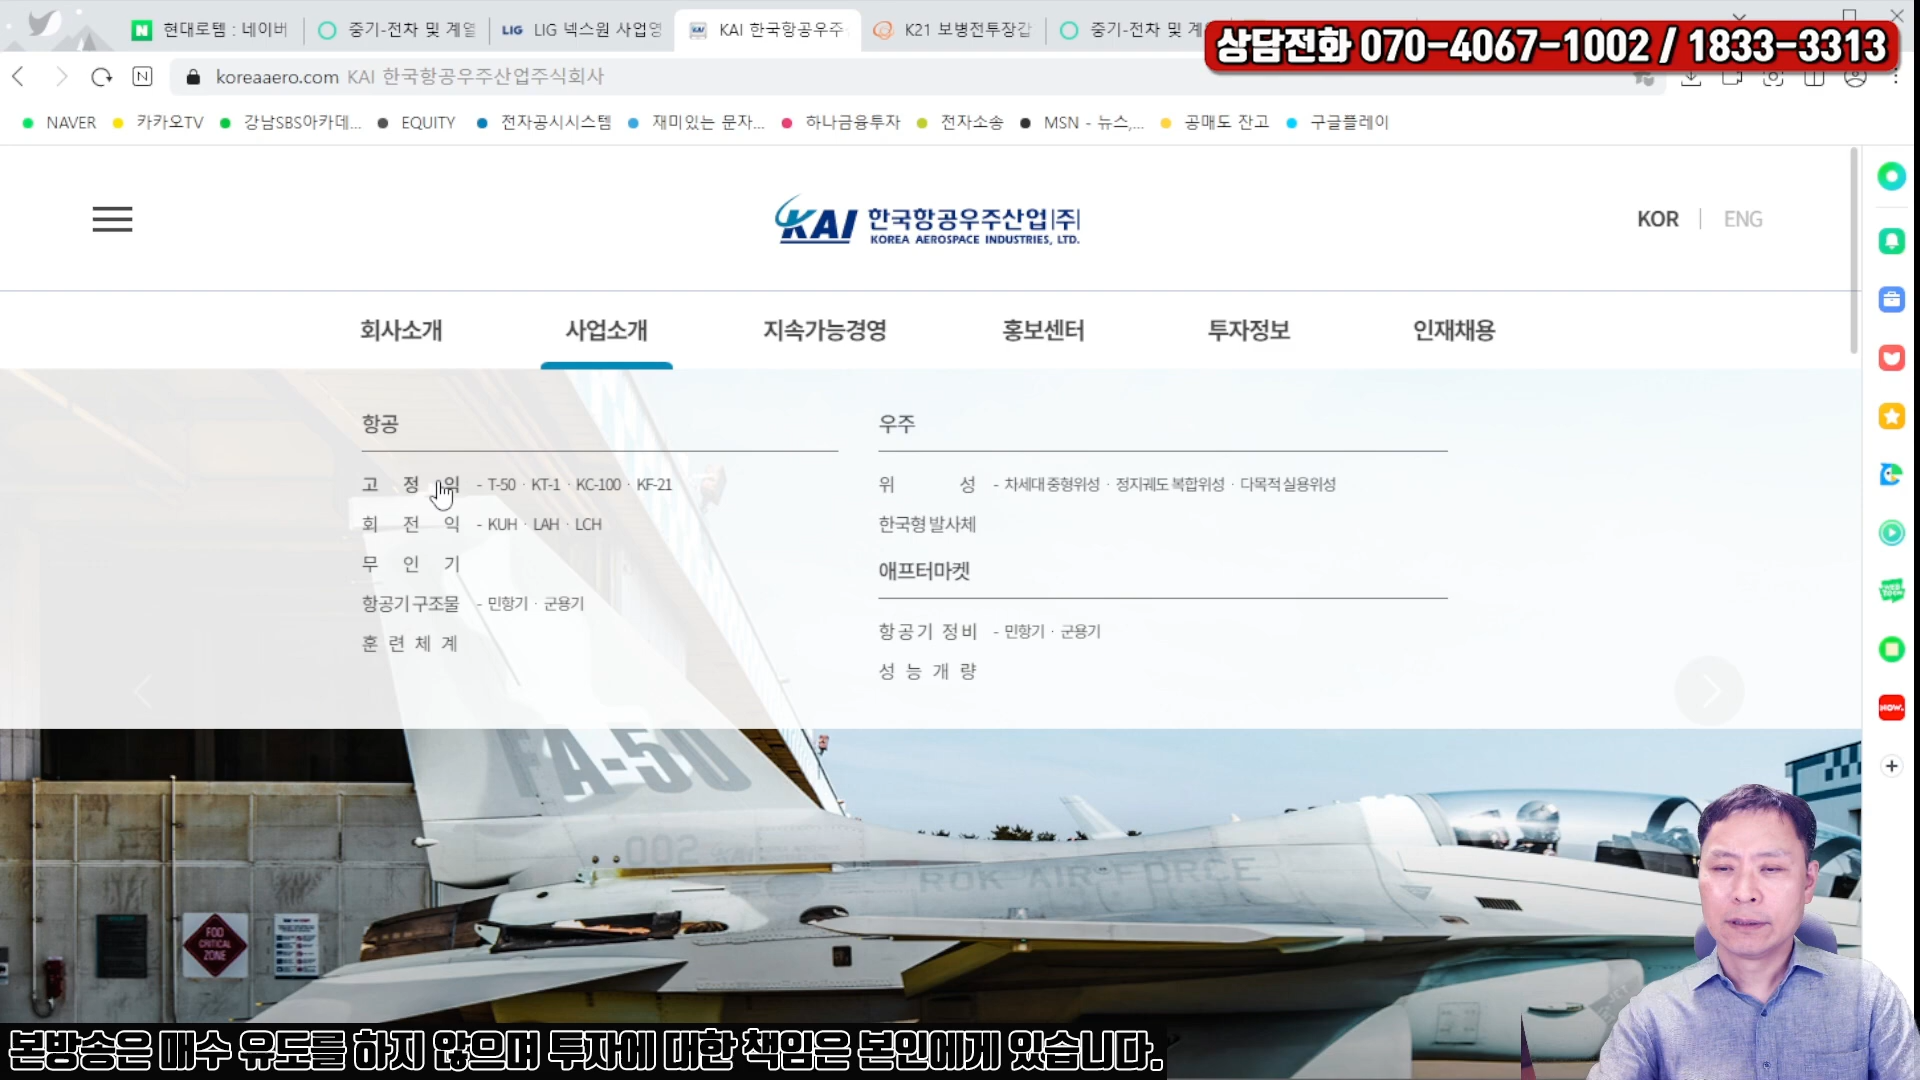 현대로템 : 네이버
중기-전차 및 계열
LIG LIG 넥스원 사업영
KAI 한국항공우주
K21 보병전투장갑
중기-전차 및 계
상담전화 070-4067-1002 / 1833-3313
koreaaero.com KAI 한국항공우주산업주식회사
NAVER 카카오TV 강남SBS아카데... EQUITY 전자공시시스템 재미있는 문자... 하나금융투자 전자소송 MSN - 뉴스,... 공매도 잔고 구글플레이
KAI 한국항공우주산업(주)
KOREA AEROSPACE INDUSTRIES, LTD.
KOR | ENG
회사소개 사업소개 지속가능경영 홍보센터 투자정보 인재채용
항공
고 정 익 - T-50 · KT-1 · KC-100 · KF-21
회 전 익 - KUH · LAH · LCH
무 인 기
항공기 구조물 - 민항기 · 군용기
훈 련 체 계
우주
위 성 - 차세대 중형위성 · 정지궤도 복합위성 · 다목적 실용위성
한국형 발사체
애프터마켓
항공기 정비 - 민항기 · 군용기
성 능 개 량
NOW.
FA-50
002
ROK AIR FORCE
FOD
CRITICAL
ZONE
본방송은 매수 유도를 하지 않으며 투자에 대한 책임은 본인에게 있습니다.